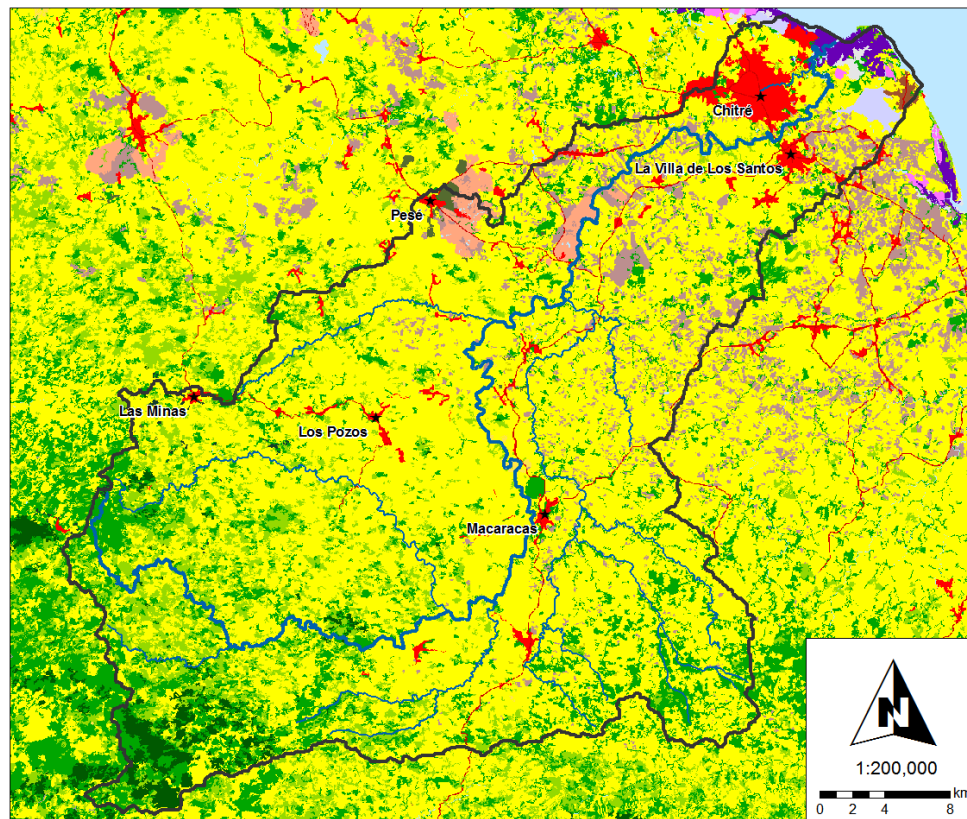 Chitré
La Villa de Los Santos
Pesé
Las Minas
Los Pozos
Macaracas
N
1:200,000
km
0 2 4 8